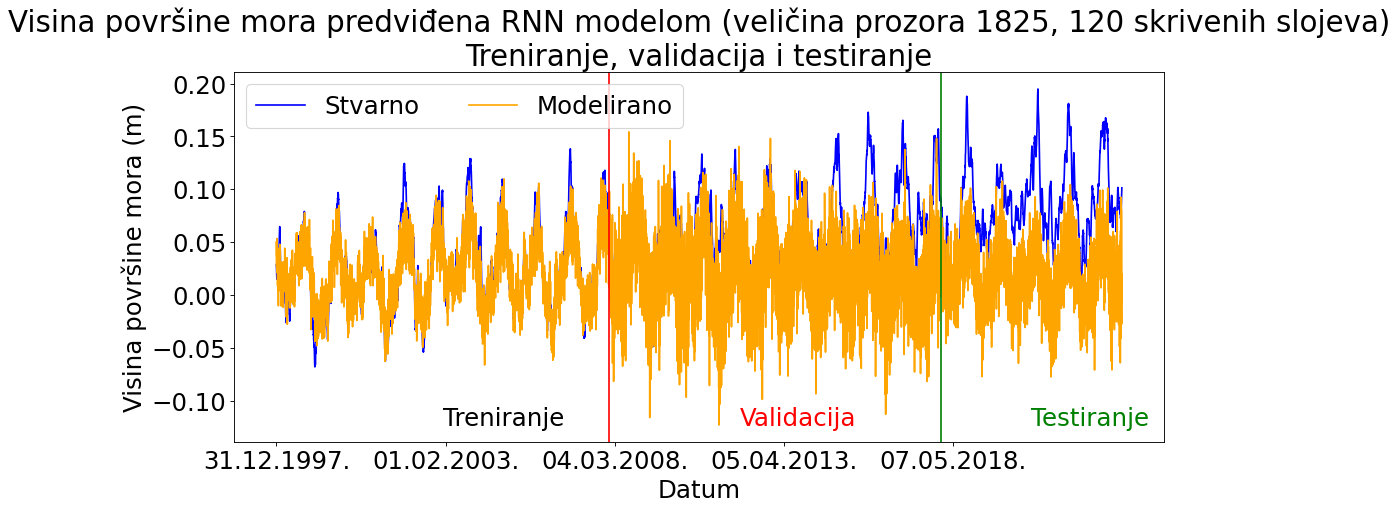 Visina površine mora predviđena RNN modelom (veličina prozora 1825, 120 skrivenih slojeva)
Treniranje, validacija i testiranje
Stvarno
Modelirano
Visina površine mora (m)
0.20
0.15
0.10
0.05
0.00
−0.05
−0.10
Treniranje
Validacija
Testiranje
31.12.1997.
01.02.2003.
04.03.2008.
05.04.2013.
07.05.2018.
Datum